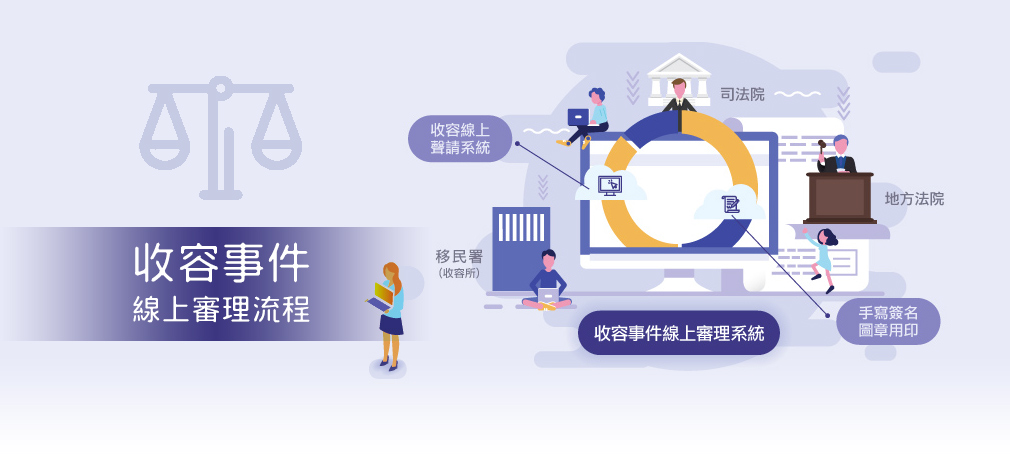 收容事件
線上審理流程
收容線上
聲請系統
司法院
地方法院
移民署
(收容所)
手寫簽名
圖章用印
收容事件線上審理系統